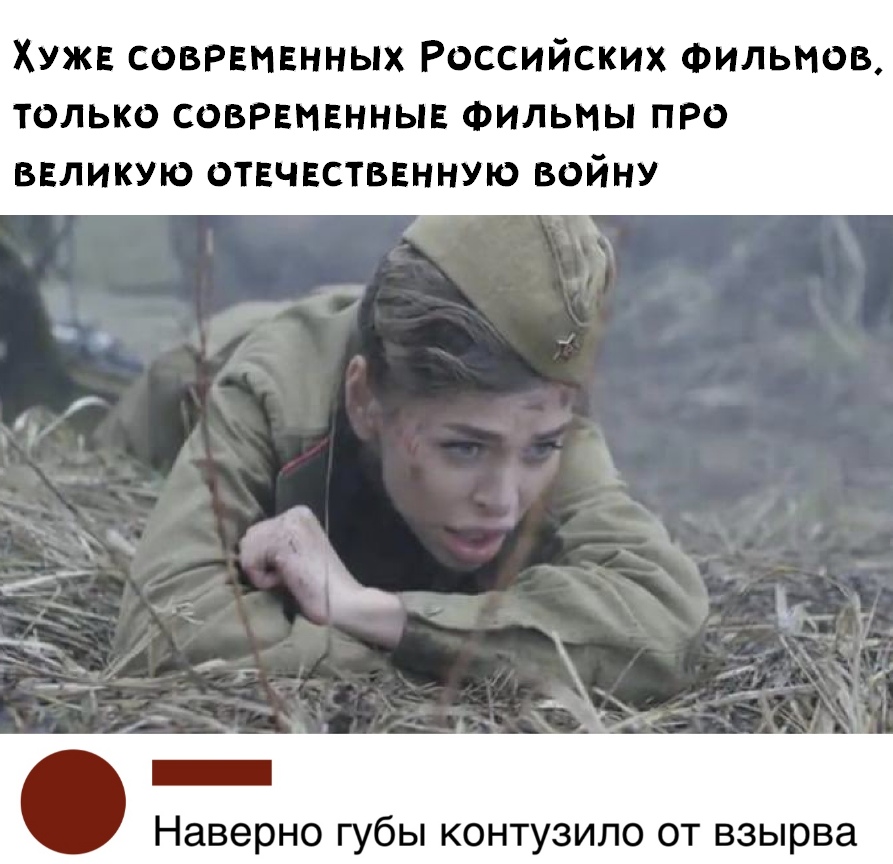 Хуже современных Российских фильмов,
только современные фильмы про
великую отечественную войну
Наверно губы контузило от взырва